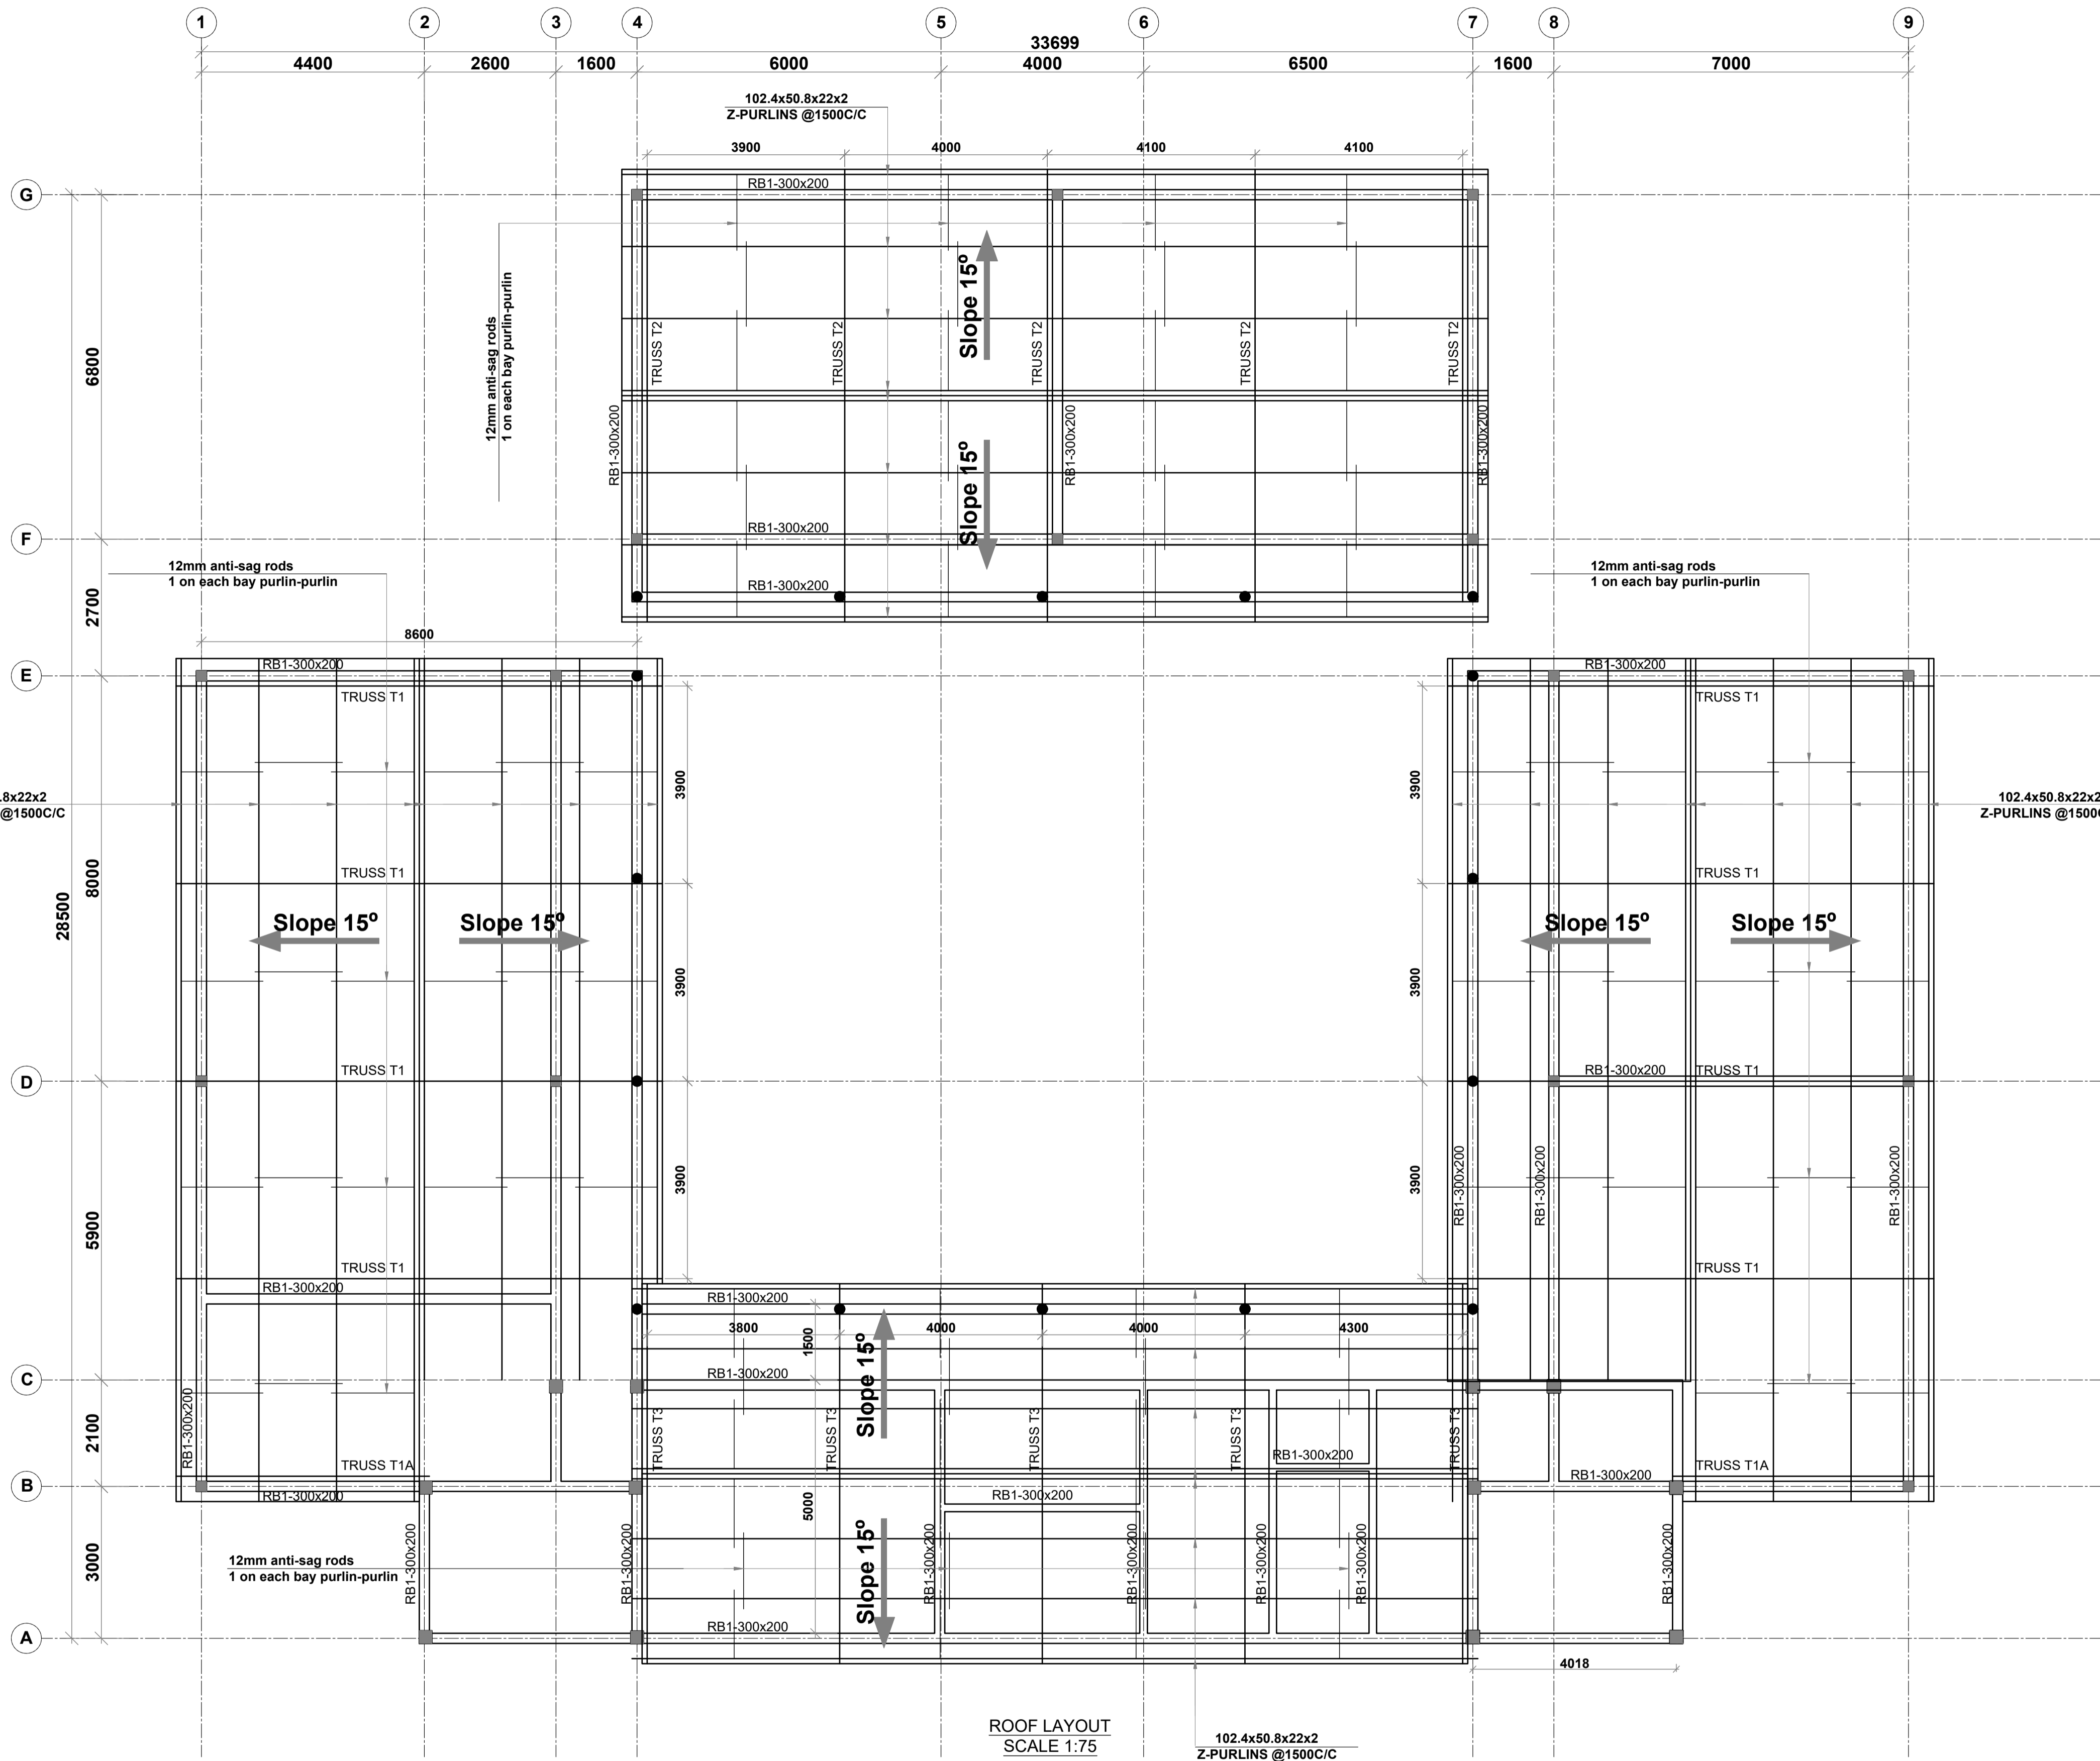 1 2 3 4 5 6 7 8 9
33699
4400 2600 1600 6000 4000 6500 1600 7000
102.4x50.8x22x2
Z-PURLINS @1500C/C
3900 4000 4100 4100
G
RB1-300x200
12mm anti-sag rods
1 on each bay purlin-purlin
Slope 15º
6800
TRUSS T2 TRUSS T2 TRUSS T2 TRUSS T2 TRUSS T2
RB1-300x200 RB1-300x200 RB1-300x200
Slope 15º
RB1-300x200
F
12mm anti-sag rods
1 on each bay purlin-purlin
12mm anti-sag rods
1 on each bay purlin-purlin
RB1-300x200
2700
8600
E
RB1-300x200 RB1-300x200
TRUSS T1 TRUSS T1
3900 3900
.8x22x2
@1500C/C
102.4x50.8x22x2
Z-PURLINS @1500
8000
TRUSS T1 TRUSS T1
28500
Slope 15º Slope 15º Slope 15º Slope 15º
3900 3900
D
TRUSS T1 RB1-300x200 TRUSS T1
3900 3900
RB1-300x200 RB1-300x200 RB1-300x200
5900
TRUSS T1 TRUSS T1
RB1-300x200
RB1-300x200
3800 4000 4000 4300
1500
Slope 15º
C
RB1-300x200
RB1-300x200
2100
TRUSS T3 TRUSS T3 TRUSS T3 TRUSS T3 TRUSS T3
RB1-300x200
TRUSS T1A TRUSS T1A
RB1-300x200
B
RB1-300x200
RB1-300x200
5000
3000
12mm anti-sag rods
1 on each bay purlin-purlin
RB1-300x200 RB1-300x200 RB1-300x200 RB1-300x200 RB1-300x200 RB1-300x200 RB1-300x200
Slope 15º
RB1-300x200
A
4018
ROOF LAYOUT
SCALE 1:75
102.4x50.8x22x2
Z-PURLINS @1500C/C